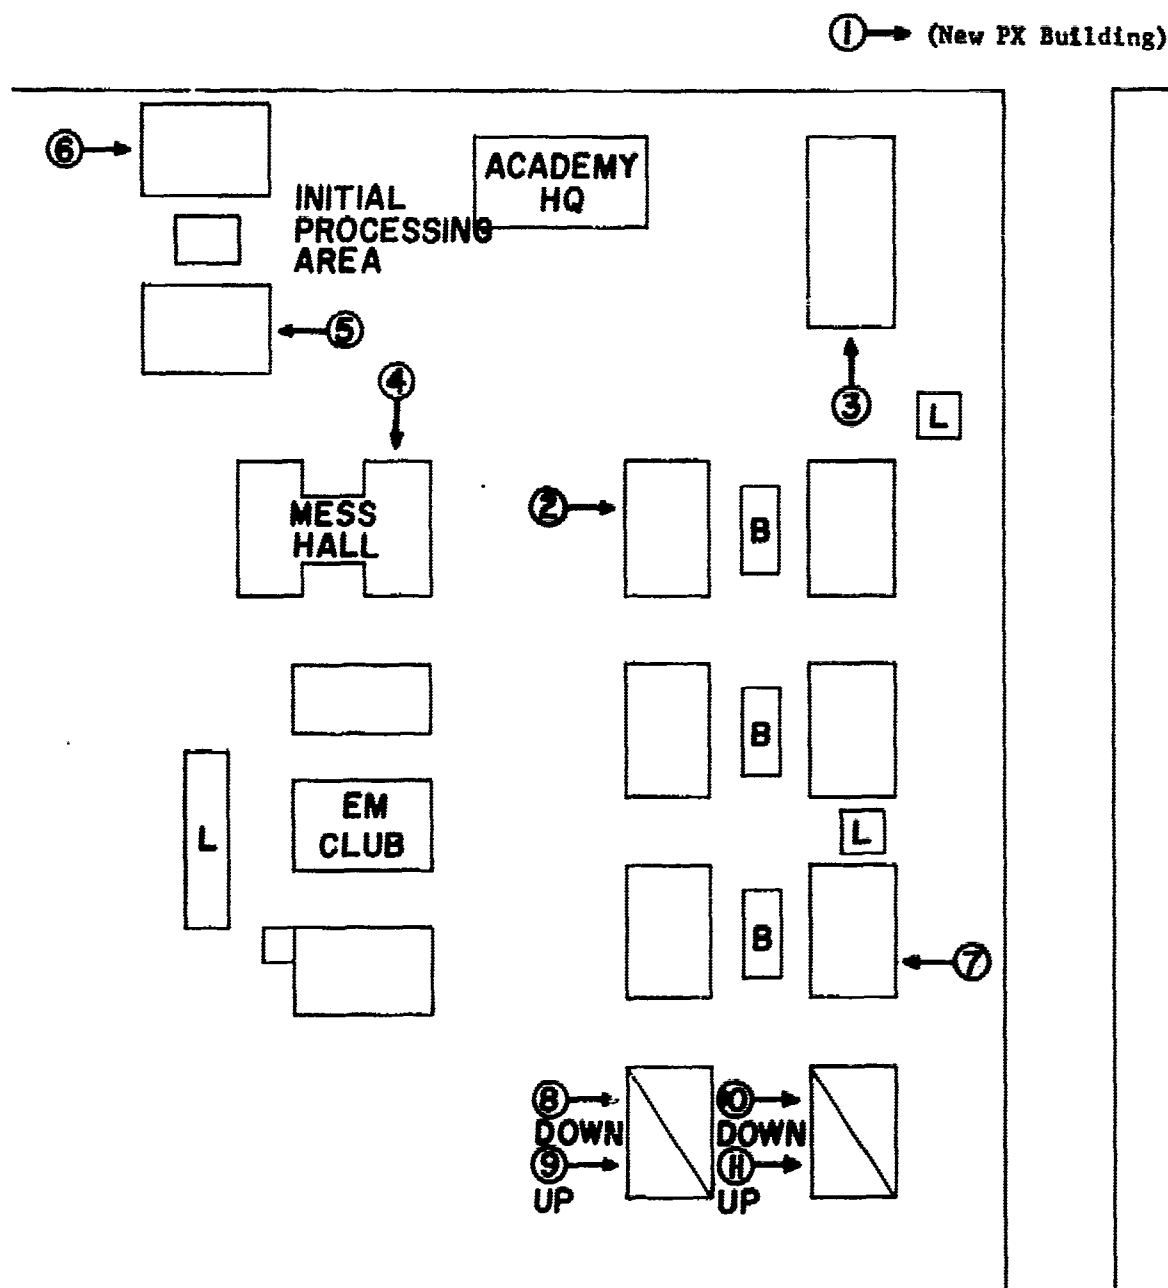 ① (New PX Building)
⑥
ACADEMY
HQ
INITIAL
PROCESSING
AREA
⑤
④
③
L
②
MESS
HALL
B
B
L
EM
CLUB
L
B
⑦
⑧
DOWN
⑨
UP
⑩
DOWN
⑪
UP